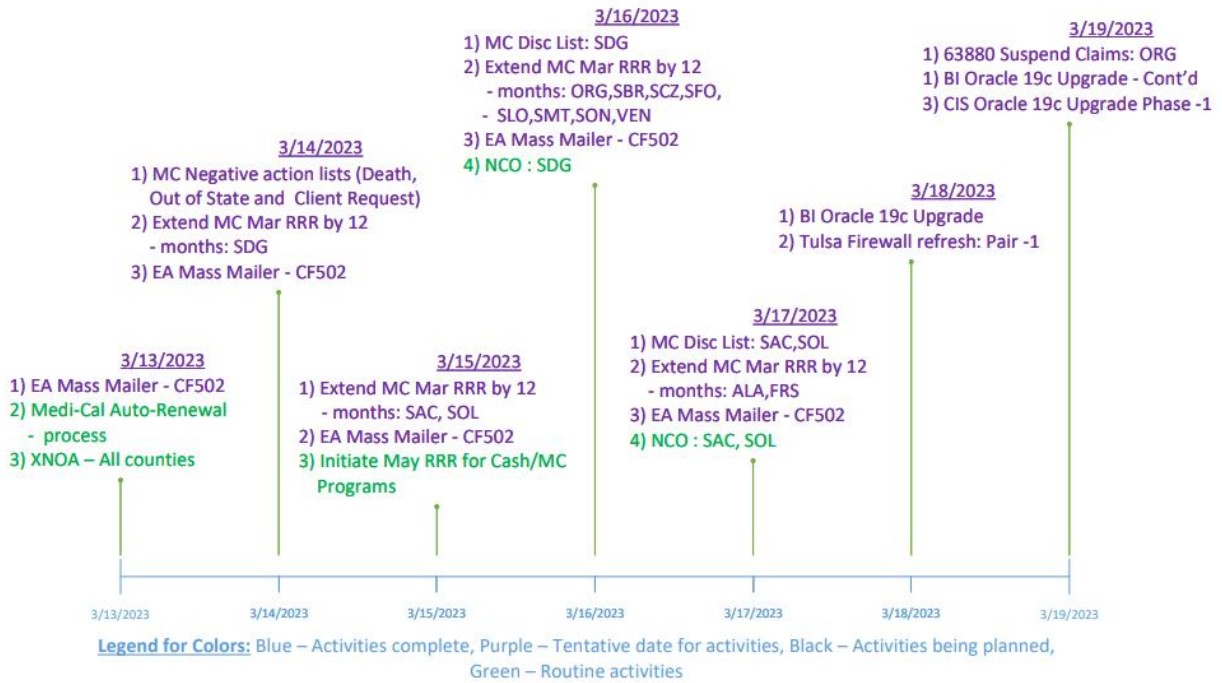 3/16/2023
1) MC Disc List: SDG
2) Extend MC Mar RRR by 12
- months: ORG,SBR,SCZ,SFO,
- SLO,SMT,SON,VEN
3) EA Mass Mailer - CF502
4) NCO : SDG
3/19/2023
1) 63880 Suspend Claims: ORG
1) BI Oracle 19c Upgrade - Cont’d
3) CIS Oracle 19c Upgrade Phase -1
3/14/2023
1) MC Negative action lists (Death,
Out of State and Client Request)
2) Extend MC Mar RRR by 12
- months: SDG
3) EA Mass Mailer - CF502
3/18/2023
1) BI Oracle 19c Upgrade
2) Tulsa Firewall refresh: Pair -1
3/13/2023
1) EA Mass Mailer - CF502
2) Medi-Cal Auto-Renewal
- process
3) XNOA – All counties
3/15/2023
1) Extend MC Mar RRR by 12
- months: SAC, SOL
2) EA Mass Mailer - CF502
3) Initiate May RRR for Cash/MC
Programs
3/17/2023
1) MC Disc List: SAC,SOL
2) Extend MC Mar RRR by 12
- months: ALA,FRS
3) EA Mass Mailer - CF502
4) NCO : SAC, SOL
3/13/2023
3/14/2023
3/15/2023
3/16/2023
3/17/2023
3/18/2023
3/19/2023
Legend for Colors: Blue – Activities complete, Purple – Tentative date for activities, Black – Activities being planned,
Green – Routine activities